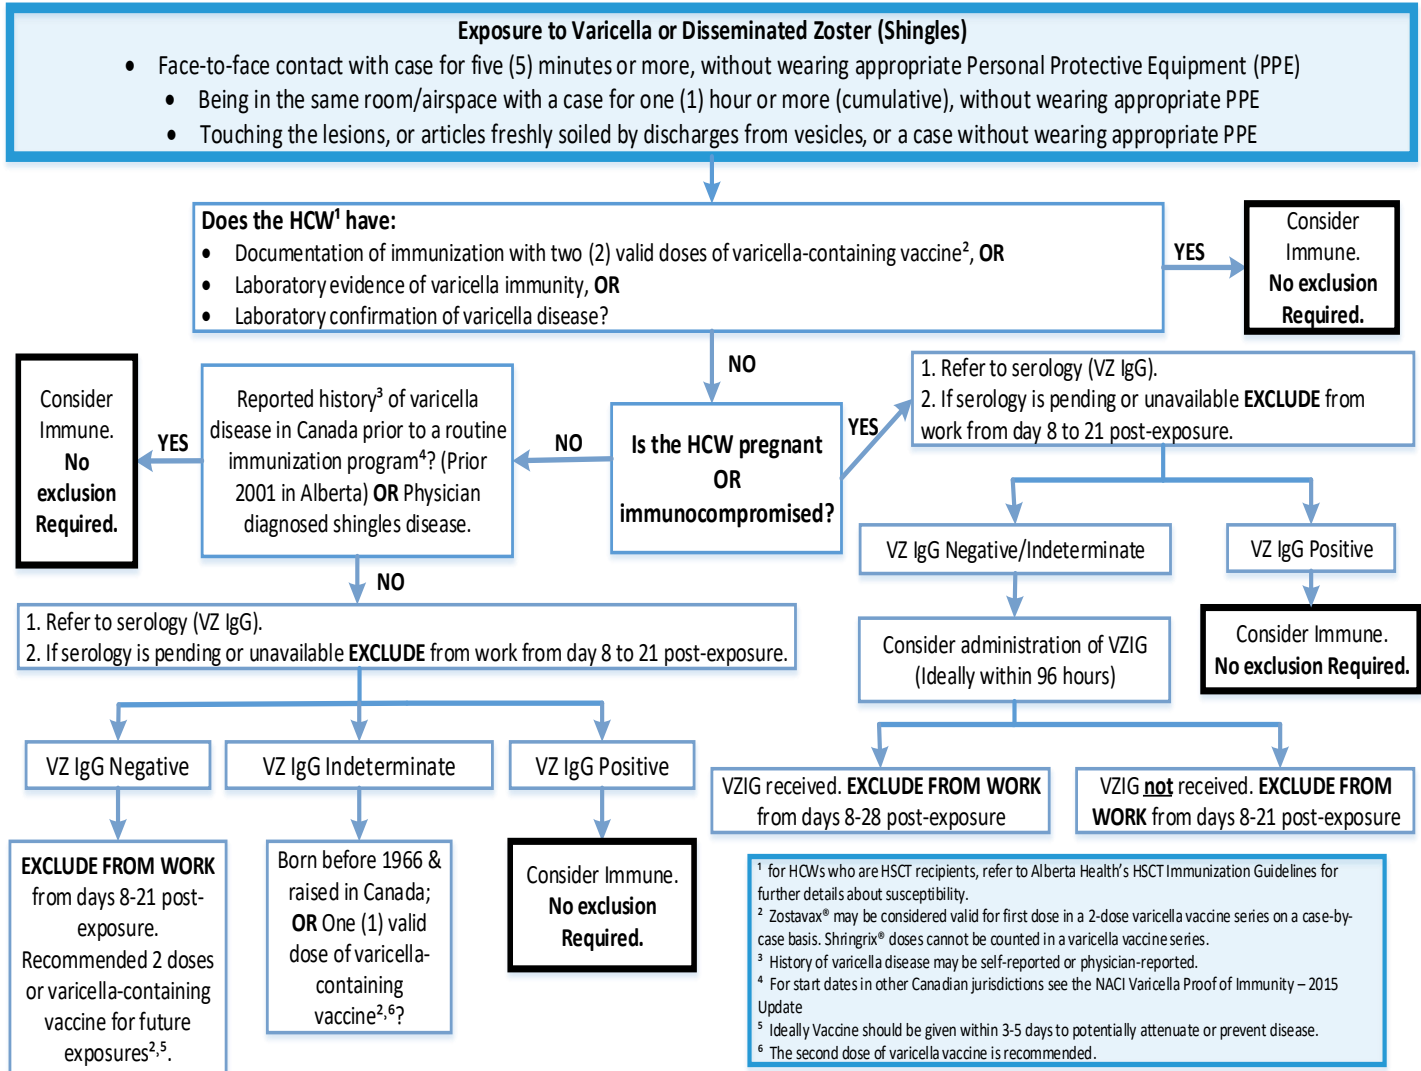 Exposure to Varicella or Disseminated Zoster (Shingles)
• Face-to-face contact with case for five (5) minutes or more, without wearing appropriate Personal Protective Equipment (PPE)
• Being in the same room/airspace with a case for one (1) hour or more (cumulative), without wearing appropriate PPE
• Touching the lesions, or articles freshly soiled by discharges from vesicles, or a case without wearing appropriate PPE
Does the HCW¹ have:
• Documentation of immunization with two (2) valid doses of varicella-containing vaccine², OR
• Laboratory evidence of varicella immunity, OR
• Laboratory confirmation of varicella disease?
YES
Consider
Immune.
No exclusion
Required.
NO
Is the HCW pregnant
OR
immunocompromised?
NO
Reported history³ of varicella
disease in Canada prior to a routine
immunization program⁴? (Prior
2001 in Alberta) OR Physician
diagnosed shingles disease.
YES
Consider
Immune.
No
exclusion
Required.
YES
1. Refer to serology (VZ IgG).
2. If serology is pending or unavailable EXCLUDE from
work from day 8 to 21 post-exposure.
VZ IgG Negative/Indeterminate
VZ IgG Positive
Consider administration of VZIG
(Ideally within 96 hours)
Consider Immune.
No exclusion Required.
VZIG received. EXCLUDE FROM WORK
from days 8-28 post-exposure
VZIG not received. EXCLUDE FROM
WORK from days 8-21 post-exposure
NO
1. Refer to serology (VZ IgG).
2. If serology is pending or unavailable EXCLUDE from work from day 8 to 21 post-exposure.
VZ IgG Negative
VZ IgG Indeterminate
VZ IgG Positive
EXCLUDE FROM WORK
from days 8-21 post-
exposure.
Recommended 2 doses
or varicella-containing
vaccine for future
exposures²,⁵.
Born before 1966 &
raised in Canada;
OR One (1) valid
dose of varicella-
containing
vaccine²,⁶?
Consider Immune.
No exclusion
Required.
¹ for HCWs who are HSCT recipients, refer to Alberta Health's HSCT Immunization Guidelines for
further details about susceptibility.
² Zostavax® may be considered valid for first dose in a 2-dose varicella vaccine series on a case-by-
case basis. Shringrix® doses cannot be counted in a varicella vaccine series.
³ History of varicella disease may be self-reported or physician-reported.
⁴ For start dates in other Canadian jurisdictions see the NACI Varicella Proof of Immunity – 2015
Update
⁵ Ideally Vaccine should be given within 3-5 days to potentially attenuate or prevent disease.
⁶ The second dose of varicella vaccine is recommended.